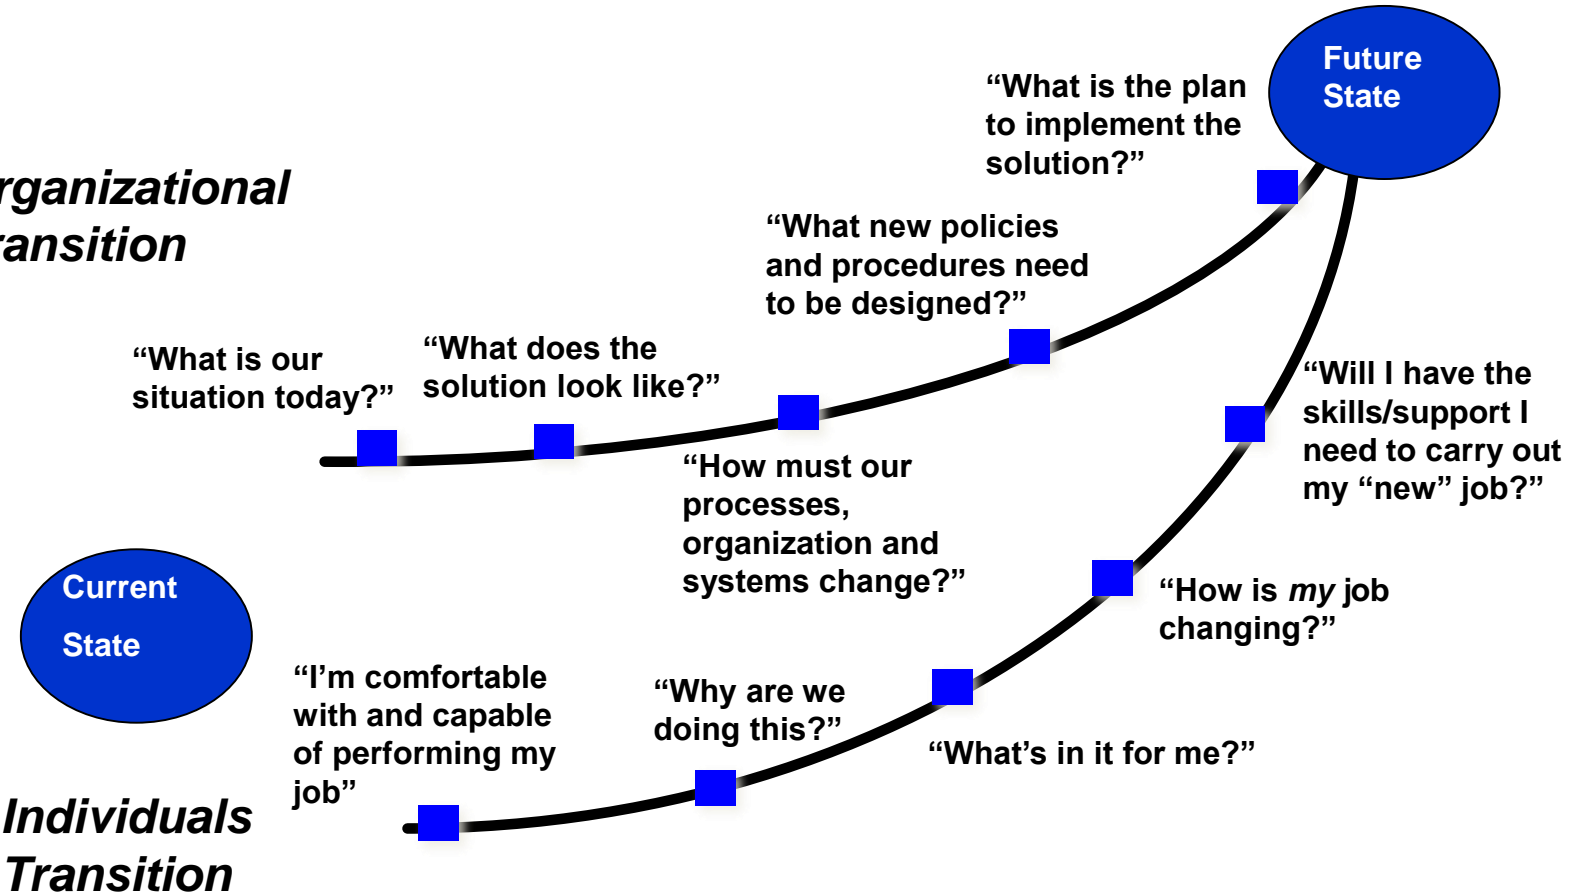 Future
State
“What is the plan
to implement the
solution?”
rganizational
ransition
“What new policies
and procedures need
to be designed?”
“What is our
situation today?”
“What does the
solution look like?”
“How must our
processes,
organization and
systems change?”
“Will I have the
skills/support I
need to carry out
my “new” job?”
Current
State
“How is my job
changing?”
“I’m comfortable
with and capable
of performing my
job”
“Why are we
doing this?”
“What’s in it for me?”
Individuals
Transition